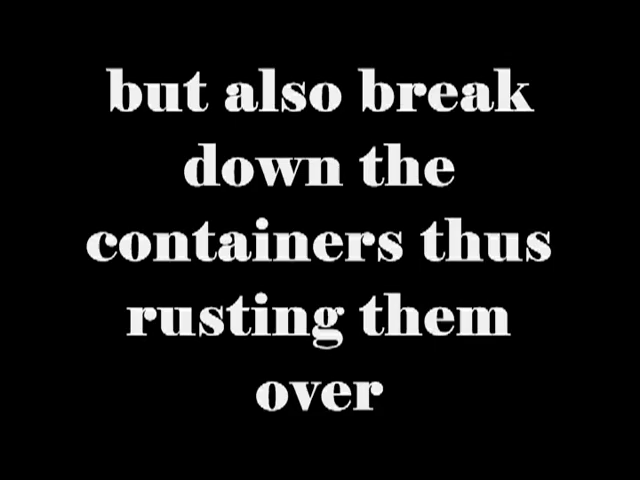 but also break
down the
containers thus
rusting them
over